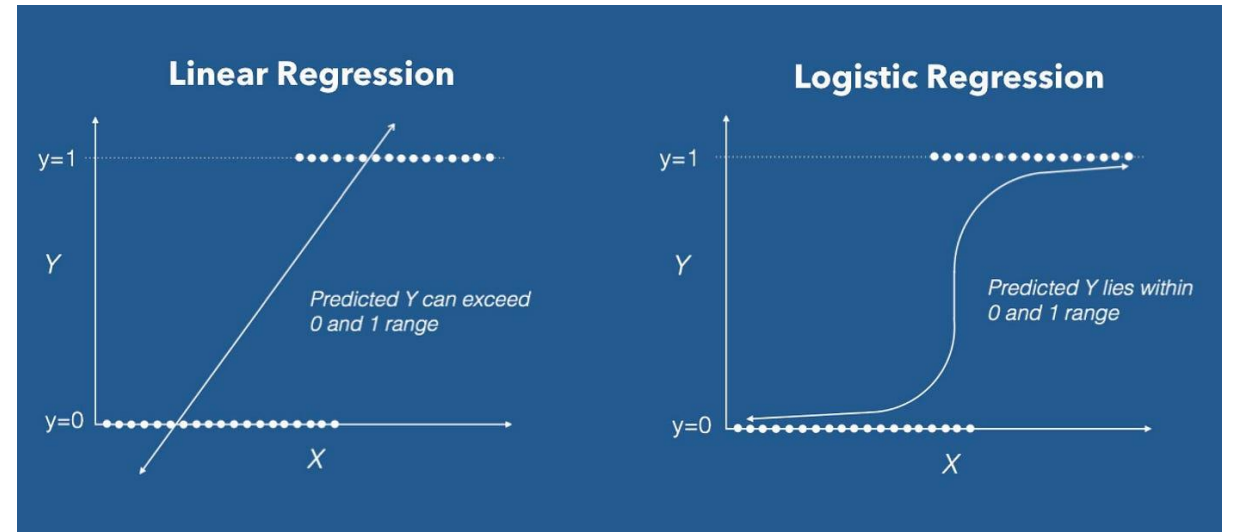 Linear Regression
y=1
Y
Predicted Y can exceed
0 and 1 range
y=0
X
Logistic Regression
y=1
Y
Predicted Y lies within
0 and 1 range
y=0
X